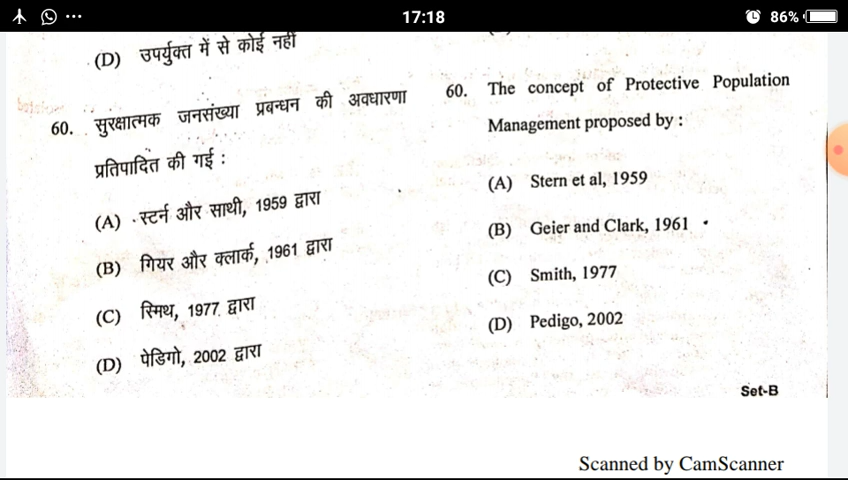 17:18
86%
(D) उपर्युक्त में से कोई नहीं
60. सुरक्षात्मक जनसंख्या प्रबन्धन की अवधारणा
प्रतिपादित की गई :
(A) स्टर्न और साथी, 1959 द्वारा
(B) गियर और क्लार्क, 1961 द्वारा
(C) स्मिथ, 1977 द्वारा
(D) पेडिगो, 2002 द्वारा
60. The concept of Protective Population
Management proposed by :
(A) Stern et al, 1959
(B) Geier and Clark, 1961
(C) Smith, 1977
(D) Pedigo, 2002
Set-B
Scanned by CamScanner